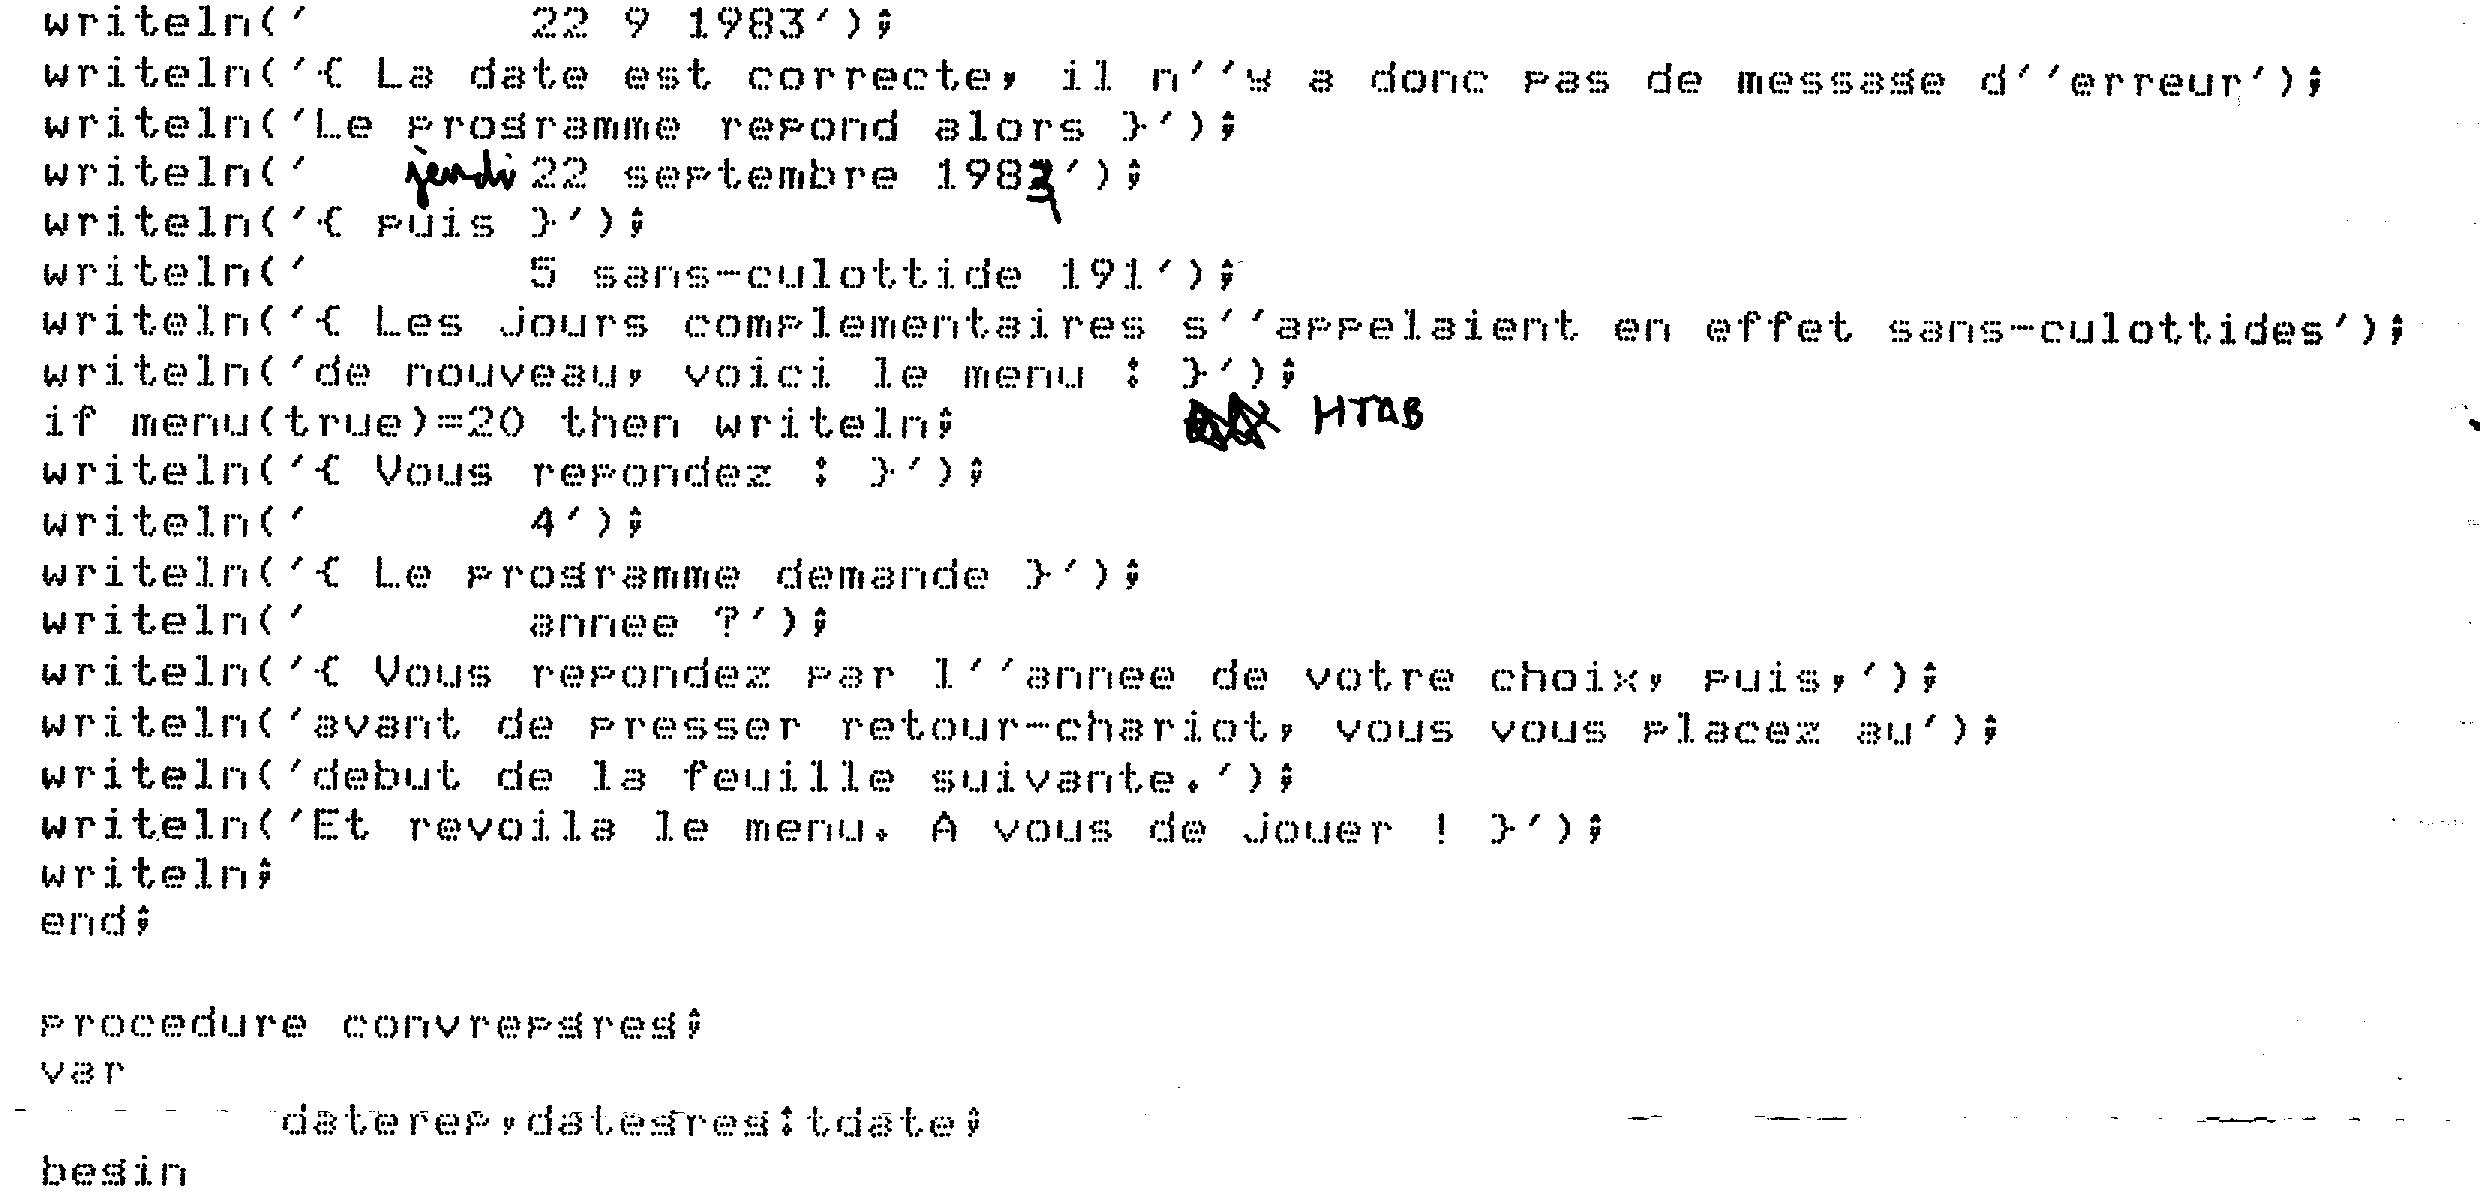 writeln('               22 9 1983');
writeln('{ La date est correcte, il n''y a donc pas de message d''erreur');
writeln('Le programme repond alors }');
writeln('       jeudi 22 septembre 1983');
writeln('{ puis }');
writeln('               5 sans-culottide 191');
writeln('{ Les jours complementaires s''appelaient en effet sans-culottides');
writeln('de nouveau, voici le menu : }');
if menu(true)=20 then writeln; HTAB
writeln('{ Vous repondez : }');
writeln('               4');
writeln('{ Le programme demande }');
writeln('               annee ?');
writeln('{ Vous repondez par l''annee de votre choix, puis,');
writeln('avant de presser retour-chariot, vous vous placez au');
writeln('debut de la feuille suivante.');
writeln('Et revoila le menu. A vous de jouer ! }');
writeln;
end;
procedure convrepgreg;
var
        daterep,dategreg:tdate;
begin